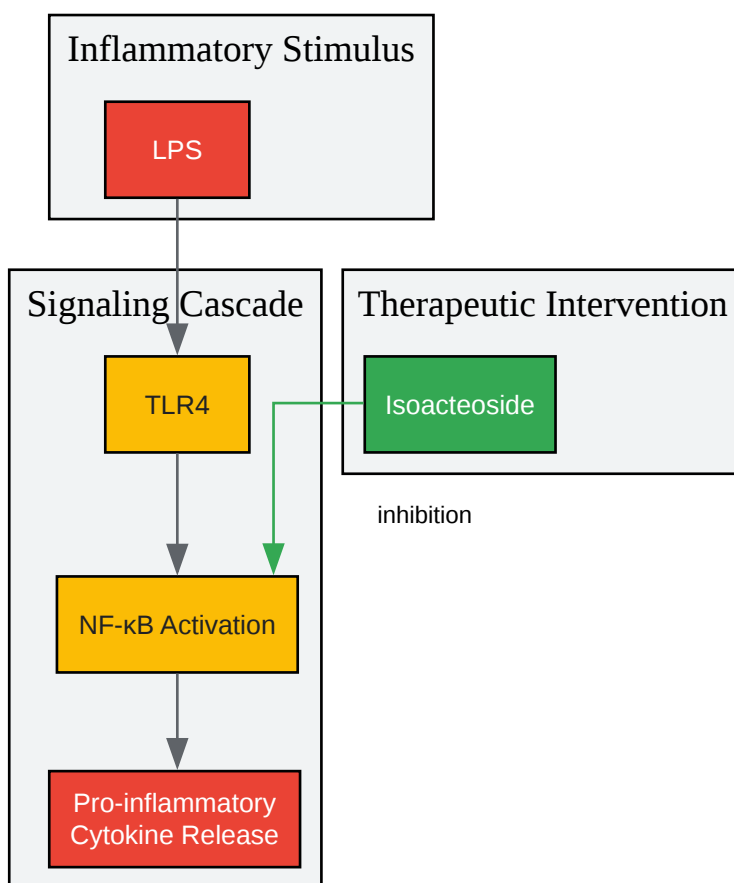 Inflammatory Stimulus
LPS
Signaling Cascade
Therapeutic Intervention
TLR4
Isoacteoside
inhibition
NF-κB Activation
Pro-inflammatory
Cytokine Release